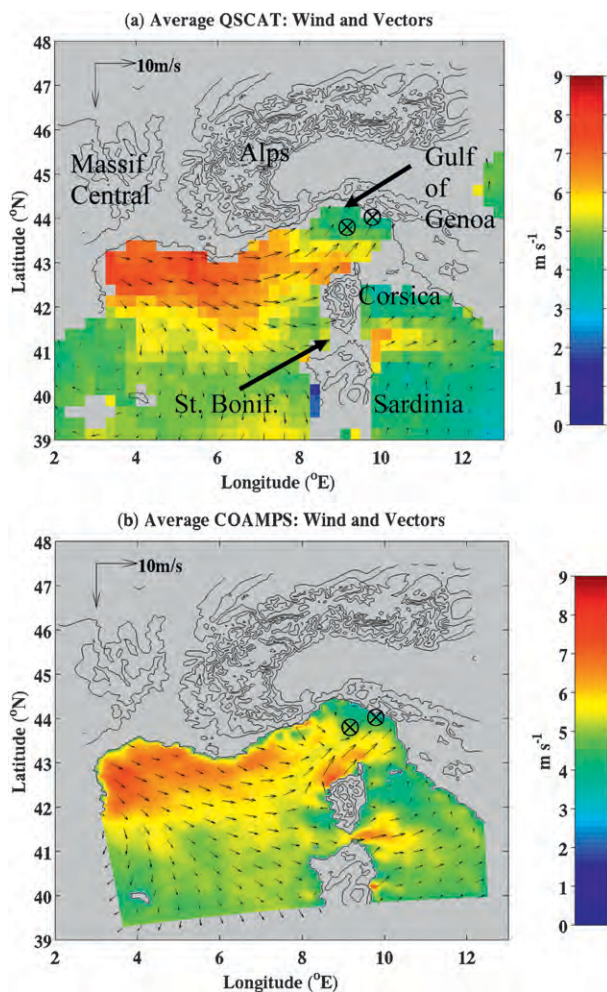 (a) Average QSCAT: Wind and Vectors
48
47
46
45
44
43
42
41
40
39
Latitude (°N)
10m/s
Massif
Central
Alps
Gulf
of
Genoa
Corsica
St. Bonif.
Sardinia
2 4 6 8 10 12
Longitude (°E)
9
8
7
6
5
4
3
2
1
0
m s-1
(b) Average COAMPS: Wind and Vectors
48
47
46
45
44
43
42
41
40
39
Latitude (°N)
10m/s
2 4 6 8 10 12
Longitude (°E)
9
8
7
6
5
4
3
2
1
0
m s-1